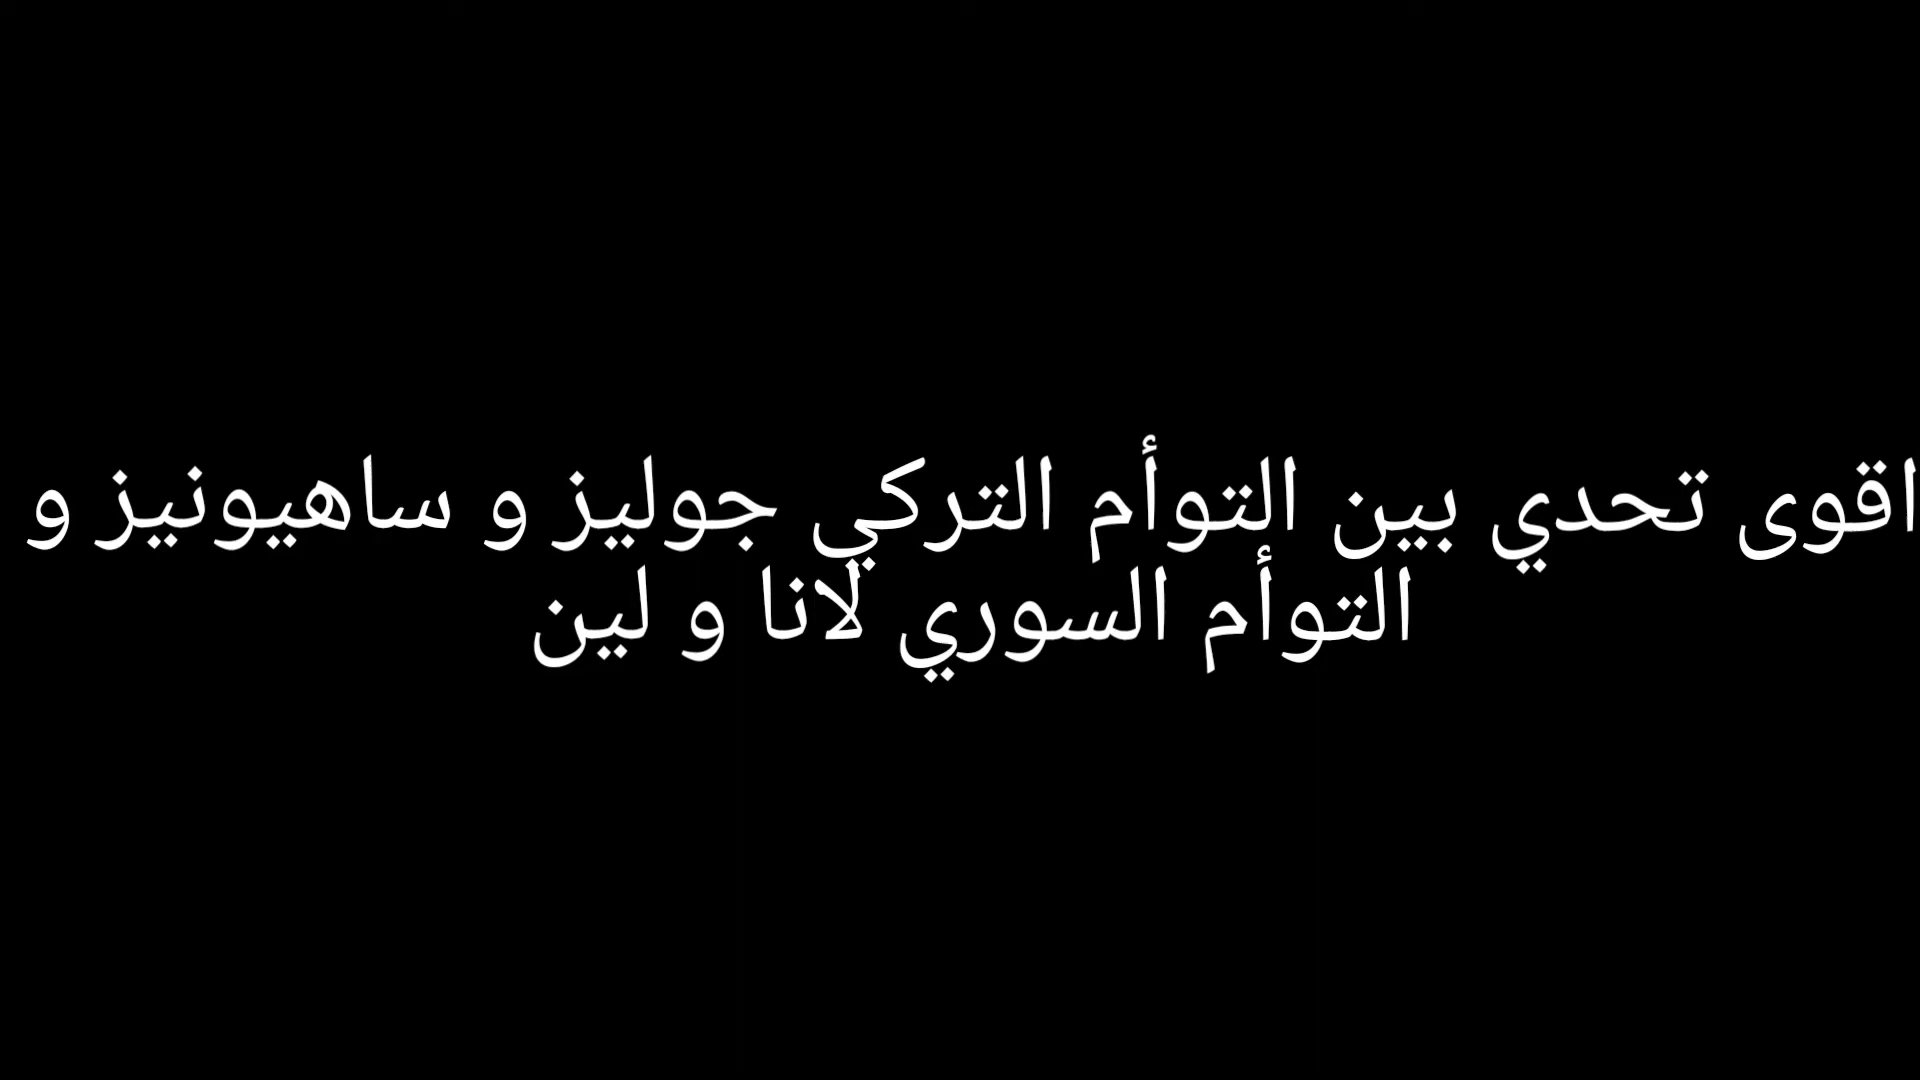 اقوى تحدي بين التوأم التركي جوليز و ساهيونيز و
التوأم السوري لانا و لين